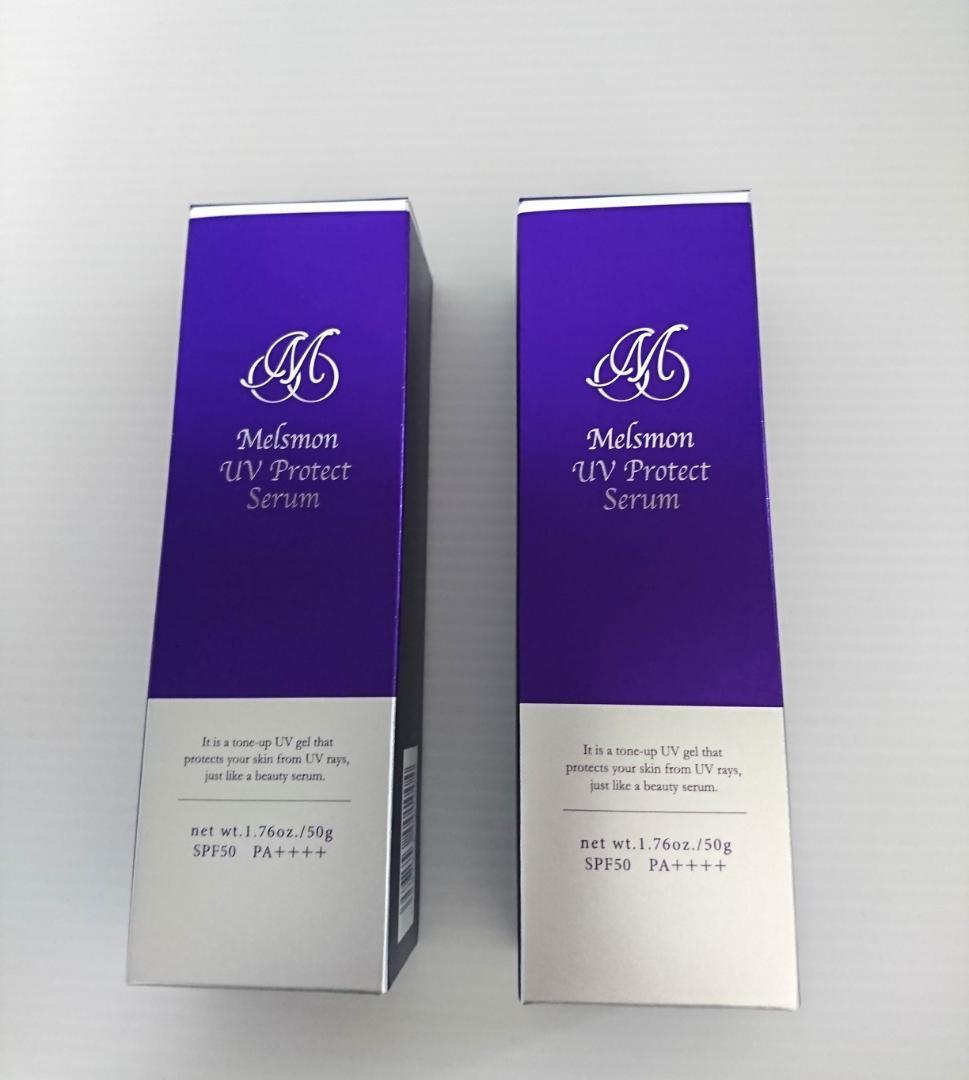 M
Melsmon
UV Protect
Serum
It is a tone-up UV gel that
protects your skin from UV rays,
just like a beauty serum.
net wt.1.76oz./50g
SPF50 PA++++
M
Melsmon
UV Protect
Serum
It is a tone-up UV gel that
protects your skin from UV rays,
just like a beauty serum.
net wt.1.76oz./50g
SPF50 PA++++